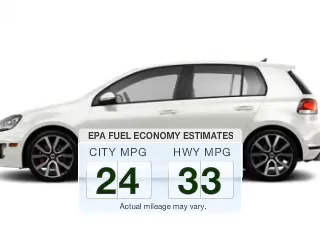 EPA FUEL ECONOMY ESTIMATES
CITY MPG HWY MPG
24 33
Actual mileage may vary.